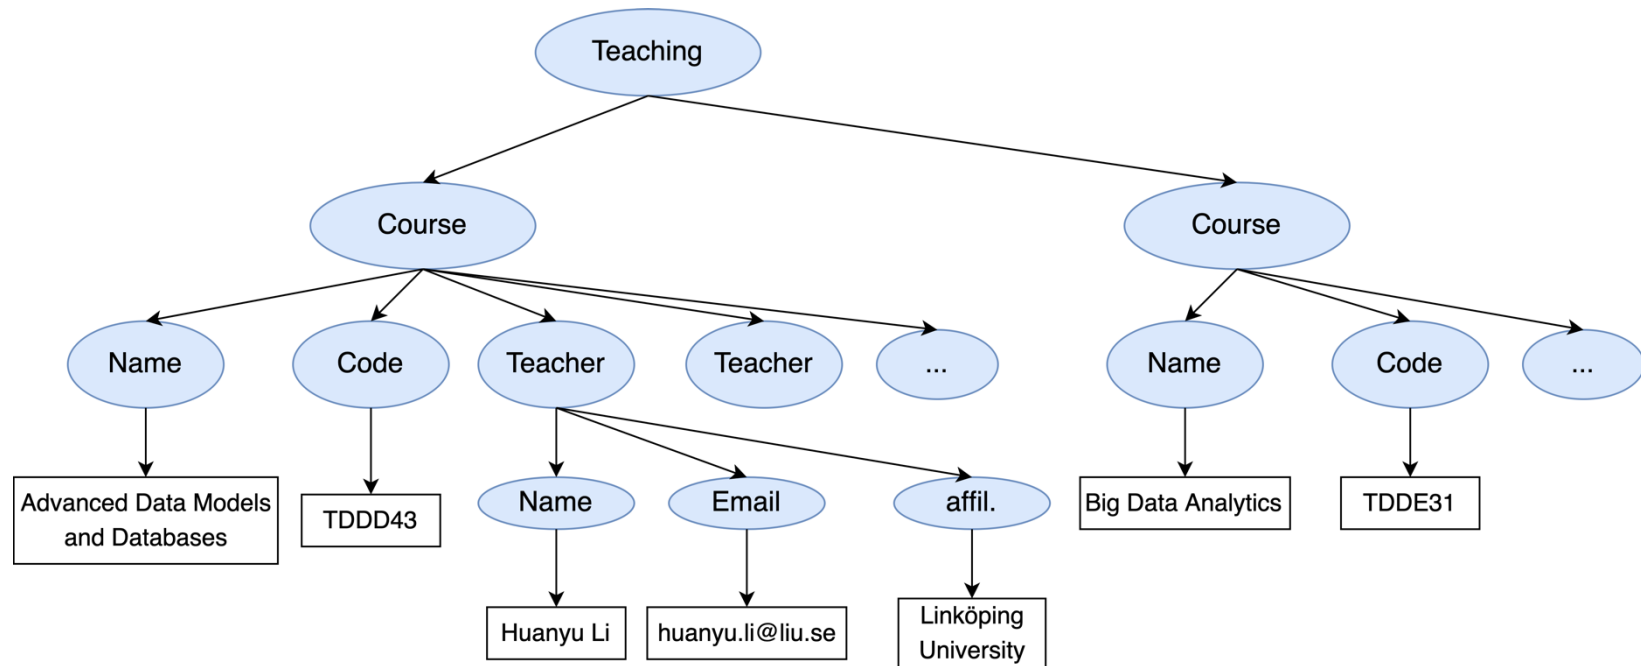 Teaching
Course
Course
Name
Code
Teacher
Teacher
...
Name
Code
...
Advanced Data Models
and Databases
TDDD43
Name
Email
affil.
Big Data Analytics
TDDE31
Huanyu Li
huanyu.li@liu.se
Linköping
University